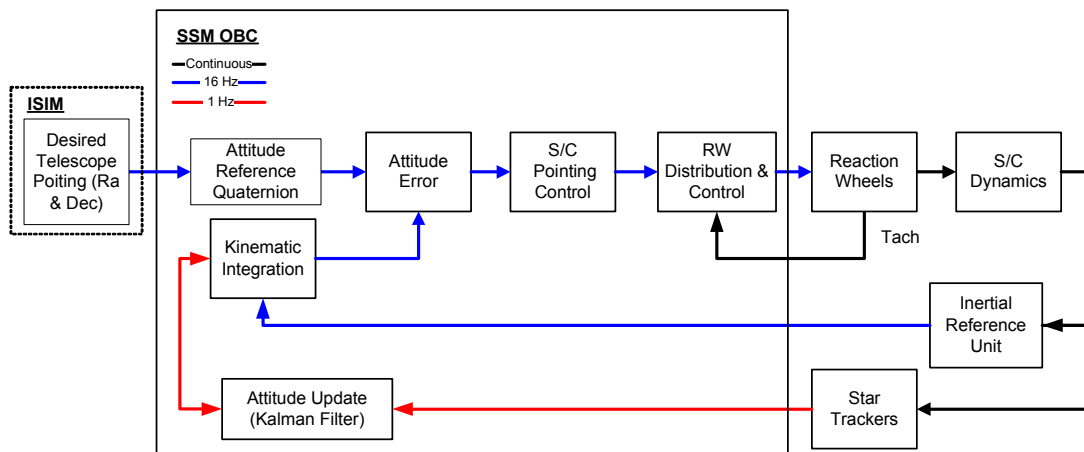 SSM OBC
Continuous
16 Hz
1 Hz
ISIM
Desired
Telescope
Poiting (Ra
& Dec)
Attitude
Reference
Quaternion
Attitude
Error
S/C
Pointing
Control
RW
Distribution &
Control
Reaction
Wheels
S/C
Dynamics
Tach
Kinematic
Integration
Inertial
Reference
Unit
Attitude Update
(Kalman Filter)
Star
Trackers